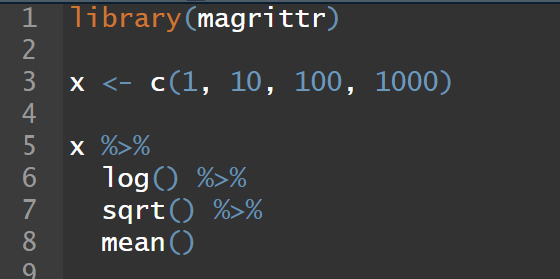 1 library(magrittr)
2
3 x <- c(1, 10, 100, 1000)
4
5 x %>%
6   log() %>%
7   sqrt() %>%
8   mean()
9